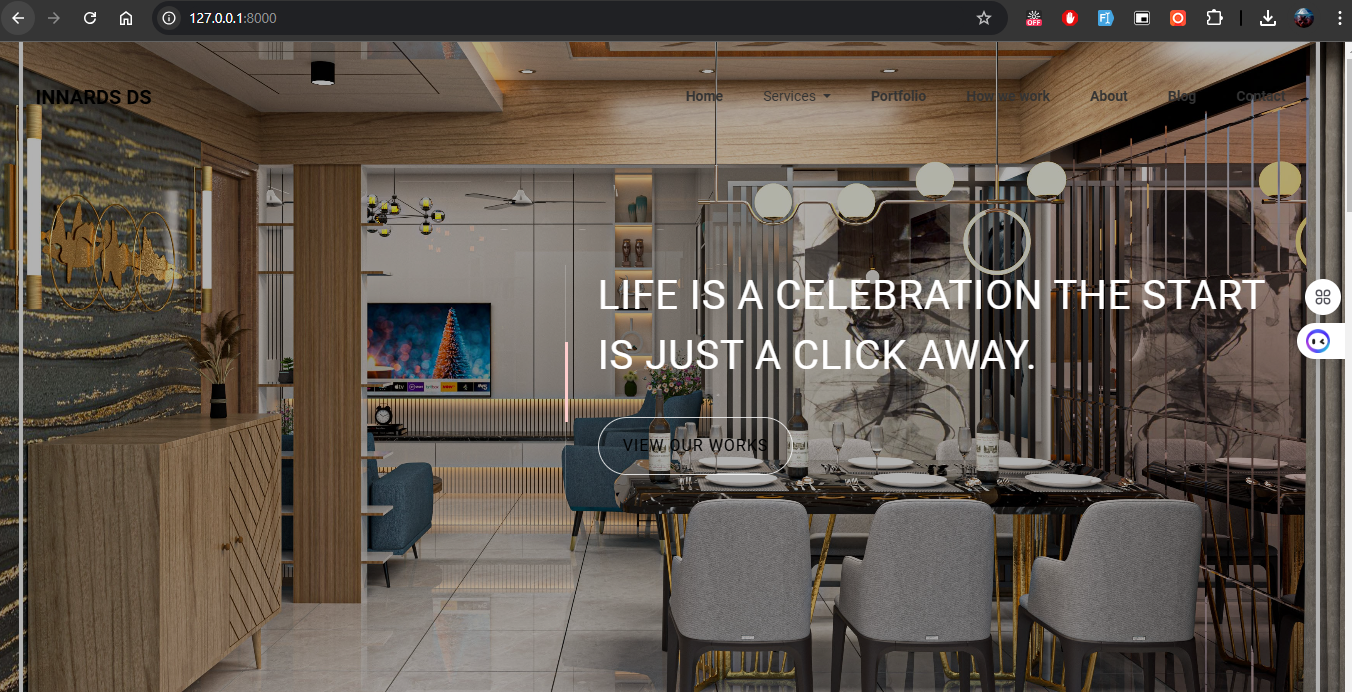 127.0.0.1:8000
OFF
INNARDS DS
Home Services Portfolio How we work About Blog Contact
LIFE IS A CELEBRATION THE START
IS JUST A CLICK AWAY.
VIEW OUR WORKS